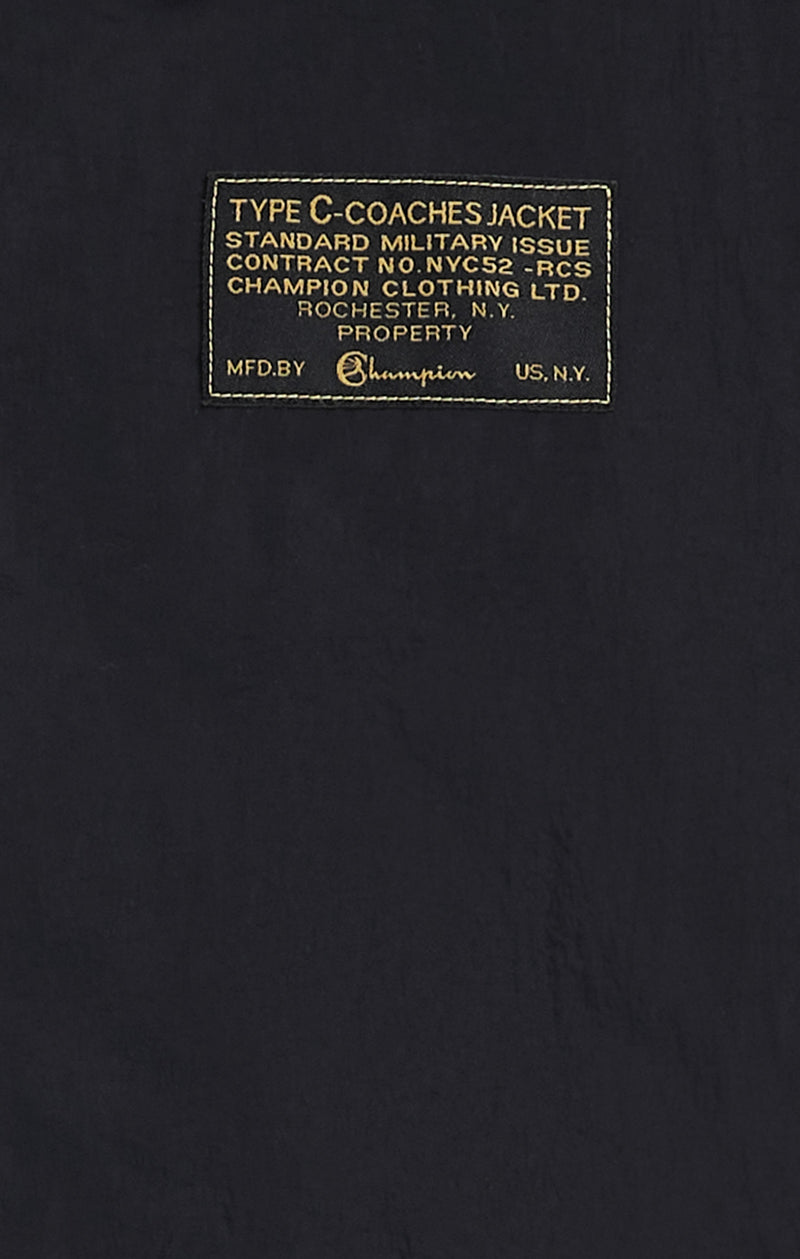 TYPE C-COACHES JACKET
STANDARD MILITARY ISSUE
CONTRACT NO. NYC52 -RCS
CHAMPION CLOTHING LTD.
ROCHESTER, N.Y.
PROPERTY
MFD.BY Champion US, N.Y.